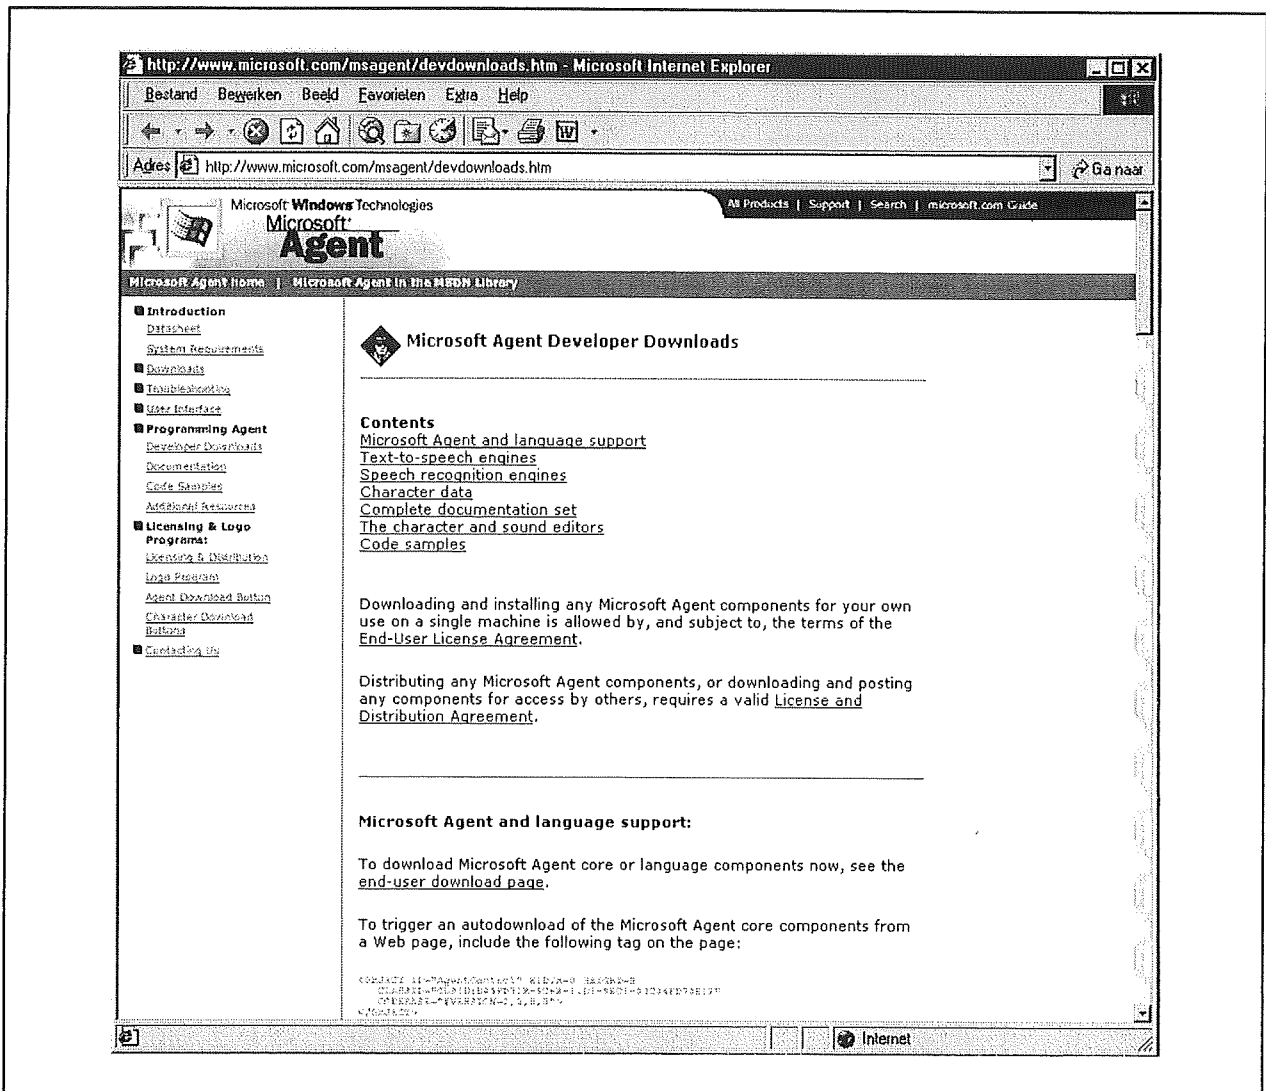 http://www.microsoft.com/msagent/devdownloads.htm - Microsoft Internet Explorer
Bestand Bewerken Beeld Favorieten Extra Help
Adres http://www.microsoft.com/msagent/devdownloads.htm Ga naar
Microsoft Windows Technologies
Microsoft
Agent
All Products | Support | Search | microsoft.com Guide
Microsoft Agent home | Microsoft Agent in the MSDN Library
Introduction
Datasheet
System Requirements
Downloads
Troubleshooting
User Interface
Programming Agent
Developer Downloads
Documentation
Code Samples
Additional Resources
Licensing & Logo
Programs:
Licensing & Distribution
Logo Program
Agent Download Button
Character Download
Buttons
Contacting Us
Microsoft Agent Developer Downloads
Contents
Microsoft Agent and language support
Text-to-speech engines
Speech recognition engines
Character data
Complete documentation set
The character and sound editors
Code samples
Downloading and installing any Microsoft Agent components for your own
use on a single machine is allowed by, and subject to, the terms of the
End-User License Agreement.
Distributing any Microsoft Agent components, or downloading and posting
any components for access by others, requires a valid License and
Distribution Agreement.
Microsoft Agent and language support:
To download Microsoft Agent core or language components now, see the
end-user download page.
To trigger an autodownload of the Microsoft Agent core components from
a Web page, include the following tag on the page:
</OBJECT>
Internet